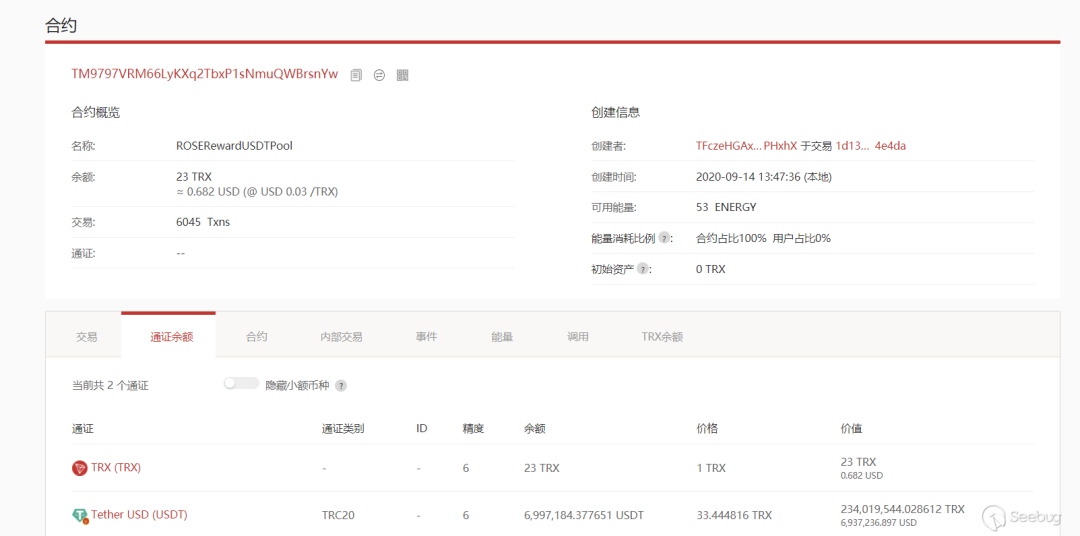 合约
TM9797VRM66LyKXq2TbxP1sNmuQWBrsnYw
合约概览
创建信息
名称: ROSERewardUSDTPool
创建者: TFczeHGAx... PHxhX 于交易 1d13... 4e4da
余额: 23 TRX
≈ 0.682 USD (@ USD 0.03 /TRX)
创建时间: 2020-09-14 13:47:36 (本地)
交易: 6045 Txns
可用能量: 53 ENERGY
通证: --
能量消耗比例 ?: 合约占比100% 用户占比0%
初始资产 ?: 0 TRX
交易 通证余额 合约 内部交易 事件 能量 调用 TRX余额
当前共 2 个通证 隐藏小额币种 ?
通证 通证类别 ID 精度 余额 价格 价值
TRX (TRX) - - 6 23 TRX 1 TRX 23 TRX
0.682 USD
Tether USD (USDT) TRC20 - 6 6,997,184.377651 USDT 33.444816 TRX 234,019,544.028612 TRX
6,937,236.897 USD
Seebug